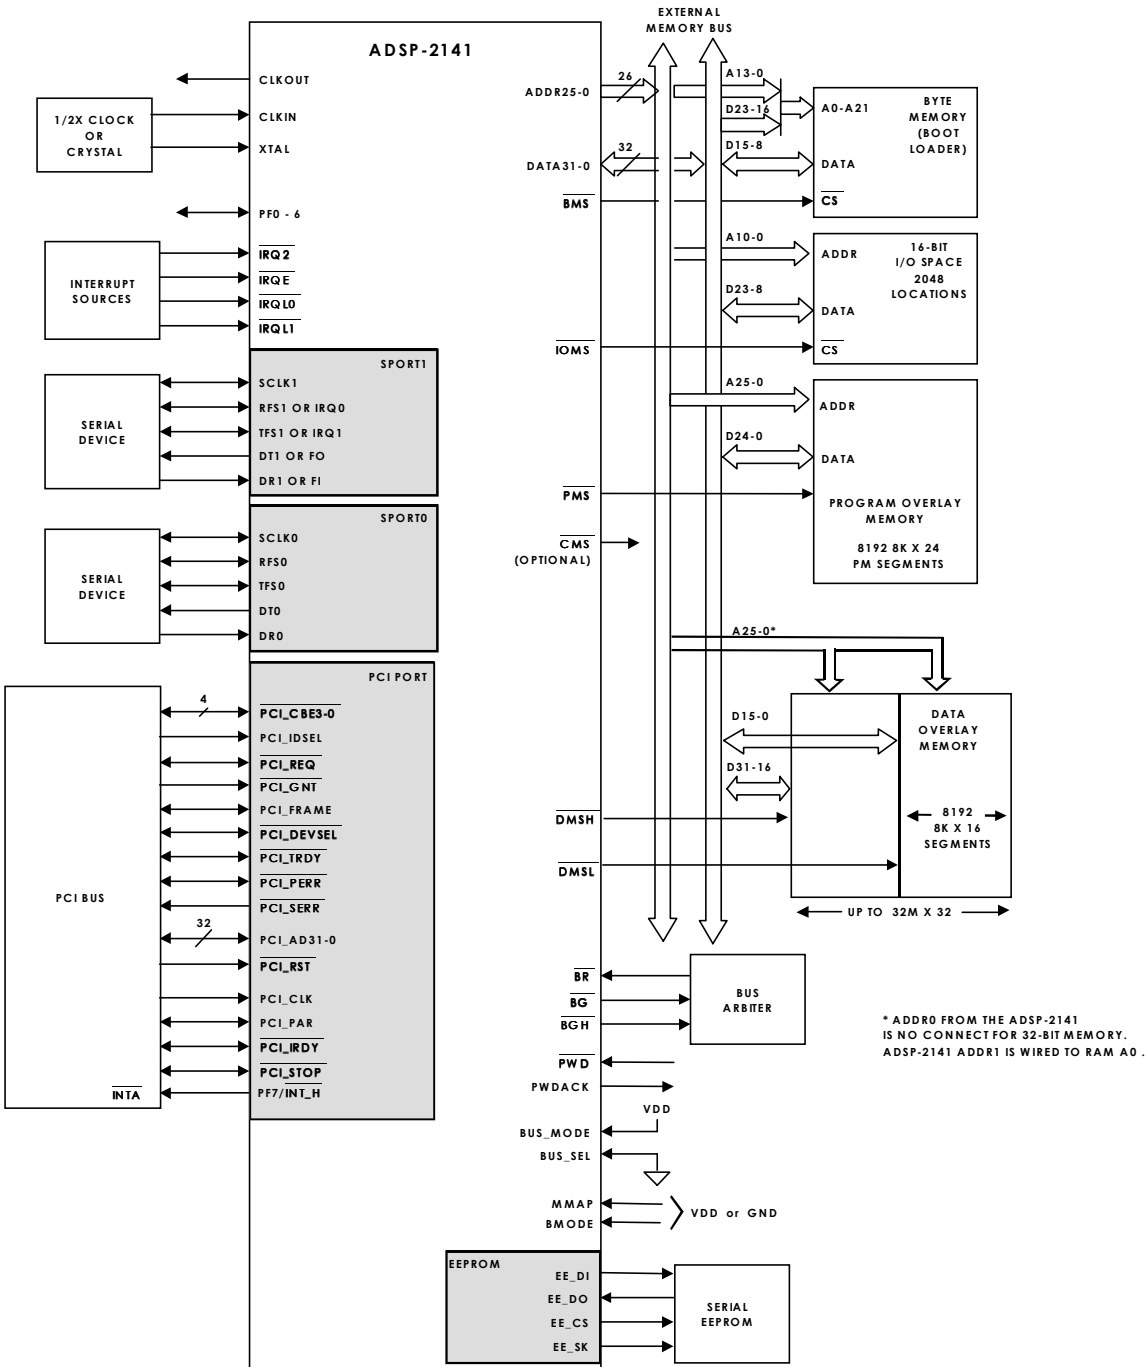 EXTERNAL
MEMORY BUS
ADSP-2141
CLKOUT
1/2X CLOCK
OR
CRYSTAL
CLKIN
XTAL
PF0 - 6
INTERRUPT
SOURCES
IRQ2
IRQE
IRQL0
IRQL1
SPORT1
SERIAL
DEVICE
SCLK1
RFS1 OR IRQ0
TFS1 OR IRQ1
DT1 OR FO
DR1 OR FI
SPORT0
SERIAL
DEVICE
SCLK0
RFS0
TFS0
DT0
DR0
PCI PORT
PCI BUS
4
PCI_CBE3-0
PCI_IDSEL
PCI_REQ
PCI_GNT
PCI_FRAME
PCI_DEVSEL
PCI_TRDY
PCI_PERR
PCI_SERR
32
PCI_AD31-0
PCI_RST
PCI_CLK
PCI_PAR
PCI_IRDY
PCI_STOP
INTA
PF7/INT_H
ADDR25-0
26
DATA31-0
32
BMS
IOMS
PMS
CMS
(OPTIONAL)
DMSH
DMSL
A13-0
D23-16
D15-8
A0-A21
DATA
CS
BYTE
MEMORY
(BOOT
LOADER)
A10-0
D23-8
ADDR
DATA
CS
16-BIT
I/O SPACE
2048
LOCATIONS
A25-0
D24-0
ADDR
DATA
PROGRAM OVERLAY
MEMORY
8192 8K X 24
PM SEGMENTS
A25-0*
D15-0
D31-16
DATA
OVERLAY
MEMORY
8192
8K X 16
SEGMENTS
UP TO 32M X 32
BR
BG
BGH
BUS
ARBITER
* ADDR0 FROM THE ADSP-2141
IS NO CONNECT FOR 32-BIT MEMORY.
ADSP-2141 ADDR1 IS WIRED TO RAM A0 .
PWD
PWDACK
VDD
BUS_MODE
BUS_SEL
MMAP
BMODE
VDD or GND
EEPROM
EE_DI
EE_DO
EE_CS
EE_SK
SERIAL
EEPROM